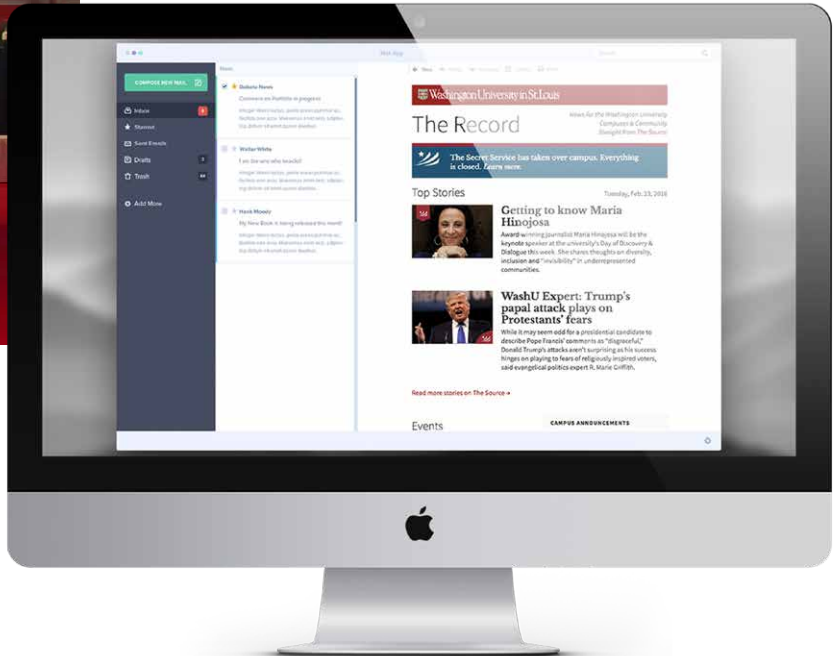 Mail App
Search
COMPOSE NEW MAIL
Inbox
Starred
Sent Emails
Drafts
Trash
Add More
Dribble News
Comment on Portfolio in progress
Walter White
I am the one who knocks!
Hank Moody
My New Book is being released this month!
Washington University in St. Louis
The Record
News for the Washington University
Campuses & Community
Straight from The Source
The Secret Service has taken over campus. Everything
is closed. Learn more.
Top Stories
Tuesday, Feb. 23, 2016
Getting to know Maria
Hinojosa
Award-winning journalist Maria Hinojosa will be the
keynote speaker at the university's Day of Discovery &
Dialogue this week. She shares thoughts on diversity,
inclusion and "invisibility" in underrepresented
communities.
WashU Expert: Trump's
papal attack plays on
Protestants' fears
While it may seem odd for a presidential candidate to
describe Pope Francis' comments as "disgraceful,"
Donald Trump's attacks aren't surprising as his success
hinges on playing to fears of religiously inspired voters,
said evangelical politics expert R. Marie Griffith.
Read more stories on The Source →
Events
CAMPUS ANNOUNCEMENTS